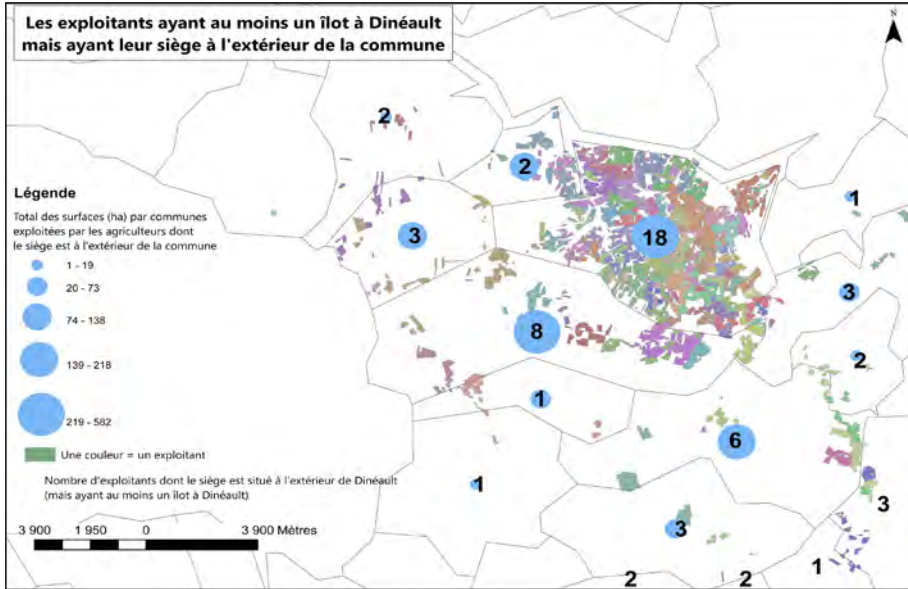 Les exploitants ayant au moins un îlot à Dinéault
mais ayant leur siège à l'extérieur de la commune
N
2
2
1
Légende
Total des surfaces (ha) par communes
exploitées par les agriculteurs dont
le siège est à l'extérieur de la commune
3
18
1 - 19
20 - 73
3
74 - 138
8
139 - 218
2
1
219 - 582
6
Une couleur = un exploitant
Nombre d'exploitants dont le siège est situé à l'extérieur de Dinéault
(mais ayant au moins un îlot à Dinéault)
1
3
3 900 1 950 0 3 900 Mètres
3
1
2
2